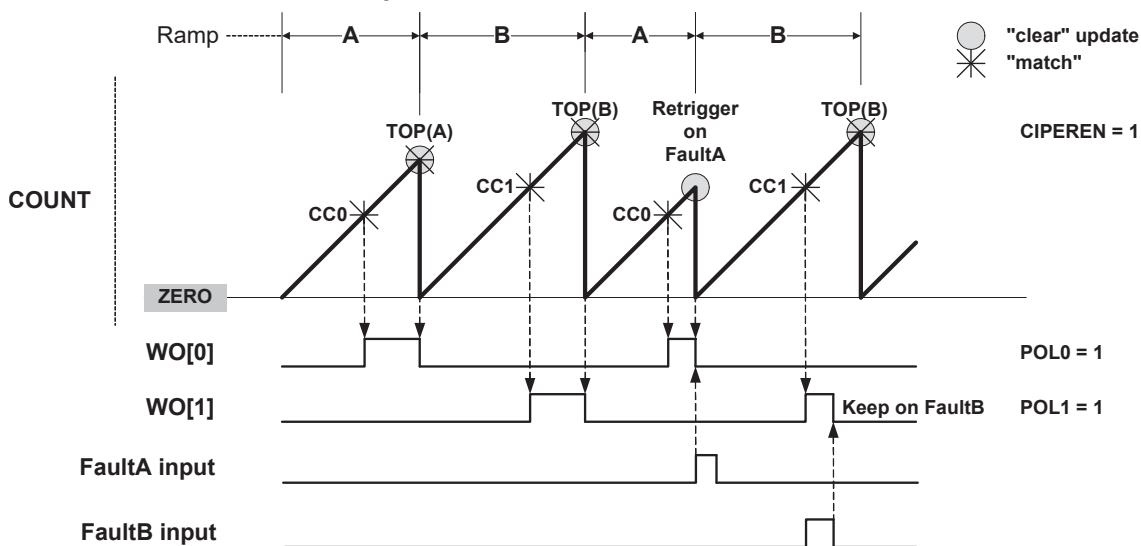 Ramp
A
B
A
B
"clear" update
"match"
TOP(A)
TOP(B)
Retrigger
on
FaultA
TOP(B)
CIPEREN = 1
COUNT
CC0
CC1
CC0
CC1
ZERO
WO[0]
POL0 = 1
WO[1]
Keep on FaultB
POL1 = 1
FaultA input
FaultB input